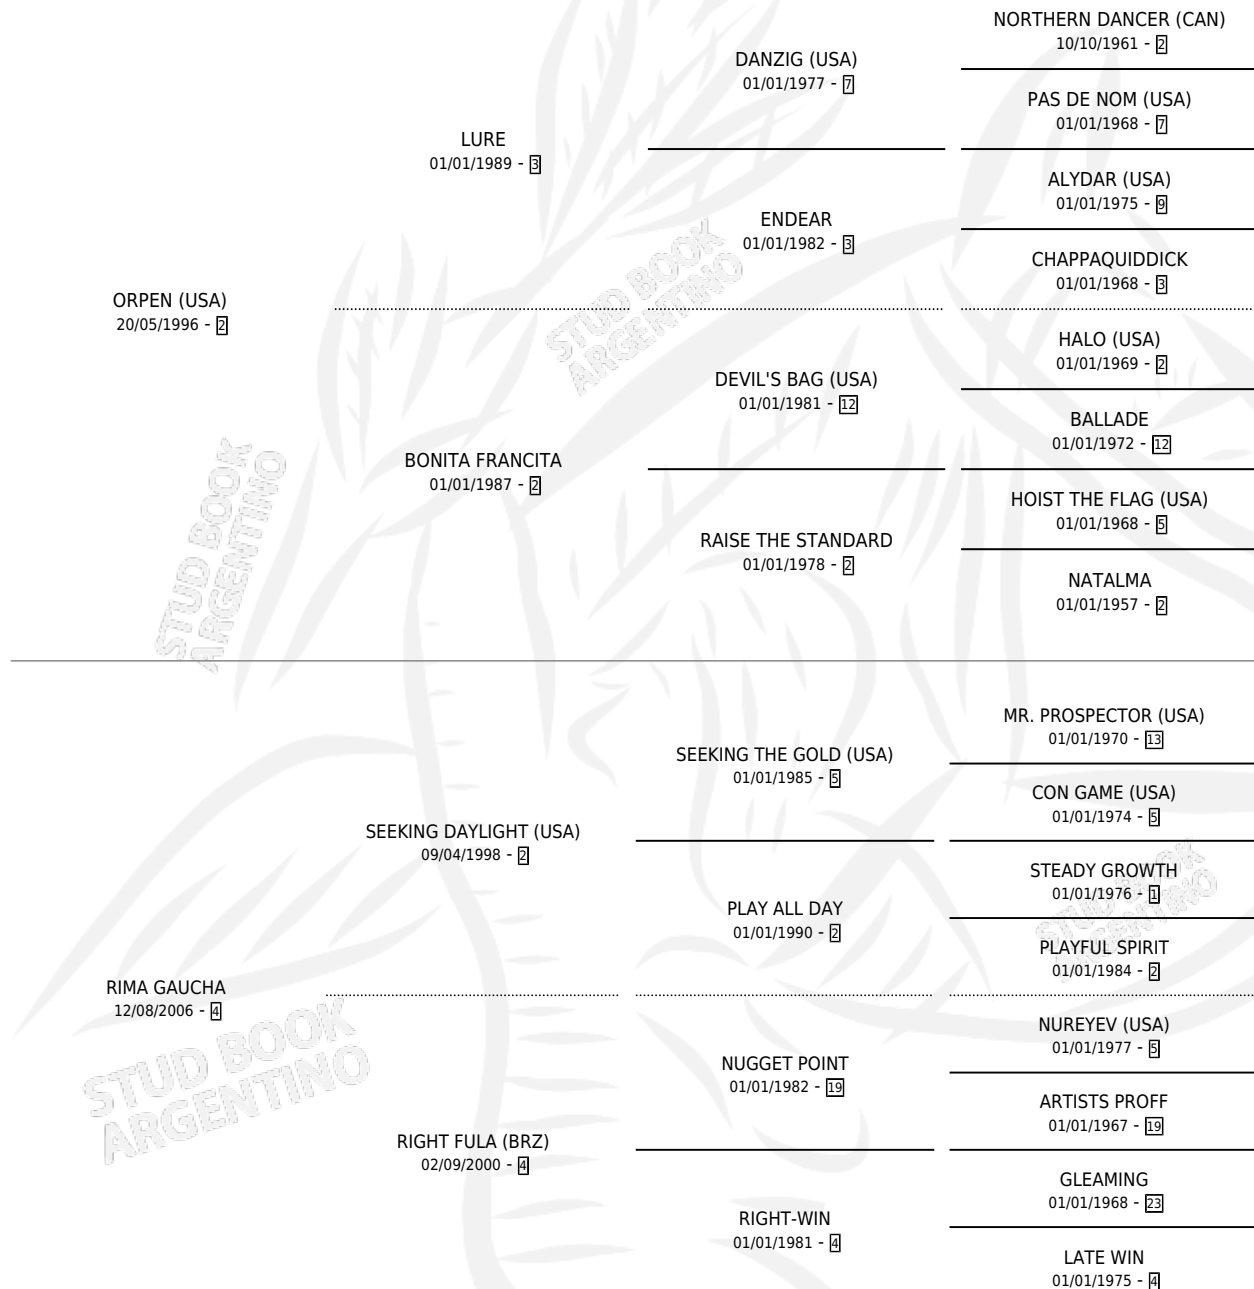 NORTHERN DANCER (CAN)
10/10/1961 - 2
DANZIG (USA)
01/01/1977 - 7
PAS DE NOM (USA)
01/01/1968 - 7
LURE
01/01/1989 - 3
ALYDAR (USA)
01/01/1975 - 9
ENDEAR
01/01/1982 - 3
CHAPPAQUIDDICK
01/01/1968 - 3
ORPEN (USA)
20/05/1996 - 2
HALO (USA)
01/01/1969 - 2
DEVIL'S BAG (USA)
01/01/1981 - 12
BALLADE
01/01/1972 - 12
BONITA FRANCITA
01/01/1987 - 2
HOIST THE FLAG (USA)
01/01/1968 - 5
RAISE THE STANDARD
01/01/1978 - 2
NATALMA
01/01/1957 - 2
MR. PROSPECTOR (USA)
01/01/1970 - 13
SEEKING THE GOLD (USA)
01/01/1985 - 5
CON GAME (USA)
01/01/1974 - 5
SEEKING DAYLIGHT (USA)
09/04/1998 - 2
STEADY GROWTH
01/01/1976 - 1
PLAY ALL DAY
01/01/1990 - 2
PLAYFUL SPIRIT
01/01/1984 - 2
RIMA GAUCHA
12/08/2006 - 4
NUREYEV (USA)
01/01/1977 - 5
NUGGET POINT
01/01/1982 - 19
ARTISTS PROFF
01/01/1967 - 19
RIGHT FULA (BRZ)
02/09/2000 - 4
GLEAMING
01/01/1968 - 23
RIGHT-WIN
01/01/1981 - 4
LATE WIN
01/01/1975 - 4
STUD BOOK
ARGENTINO
STUD BOOK
ARGENTINO
STUD BOOK
ARGENTINO
STUD BOOK
ARGENTINO